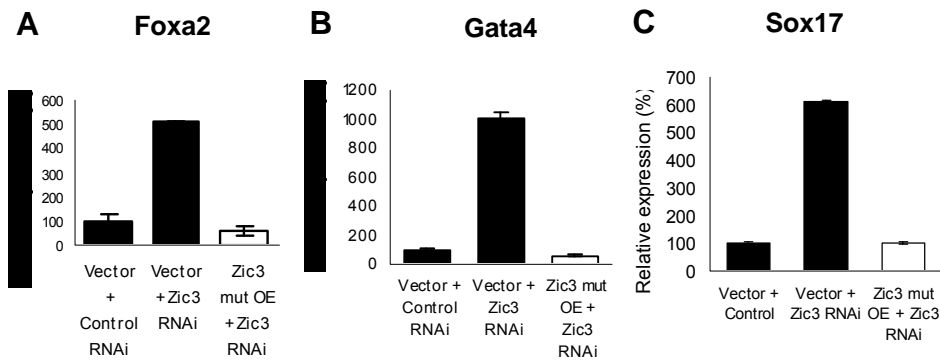 A
Foxa2
600
500
400
300
200
100
0
Vector
+
Control
RNAi
Vector
+Zic3
RNAi
Zic3
mut OE
+Zic3
RNAi
B
Gata4
1200
1000
800
600
400
200
0
Vector +
Control
RNAi
Vector +
Zic3
RNAi
Zic3 mut
OE +
Zic3
RNAi
C
Sox17
Relative expression (%)
700
600
500
400
300
200
100
0
Vector +
Control
Vector +
Zic3 RNAi
Zic3 mut
OE + Zic3
RNAi